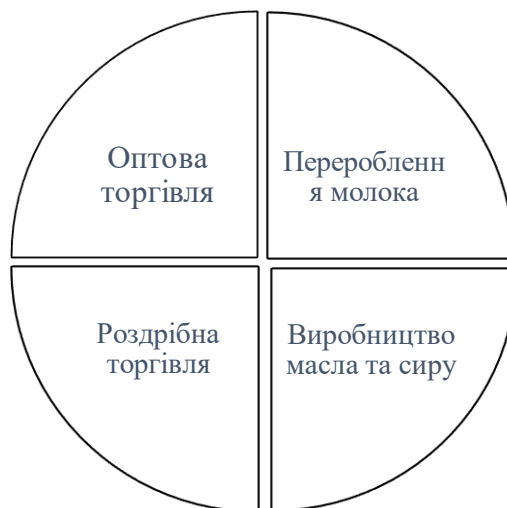 Оптова
торгівля
Переробленн
я молока
Роздрібна
торгівля
Виробництво
масла та сиру